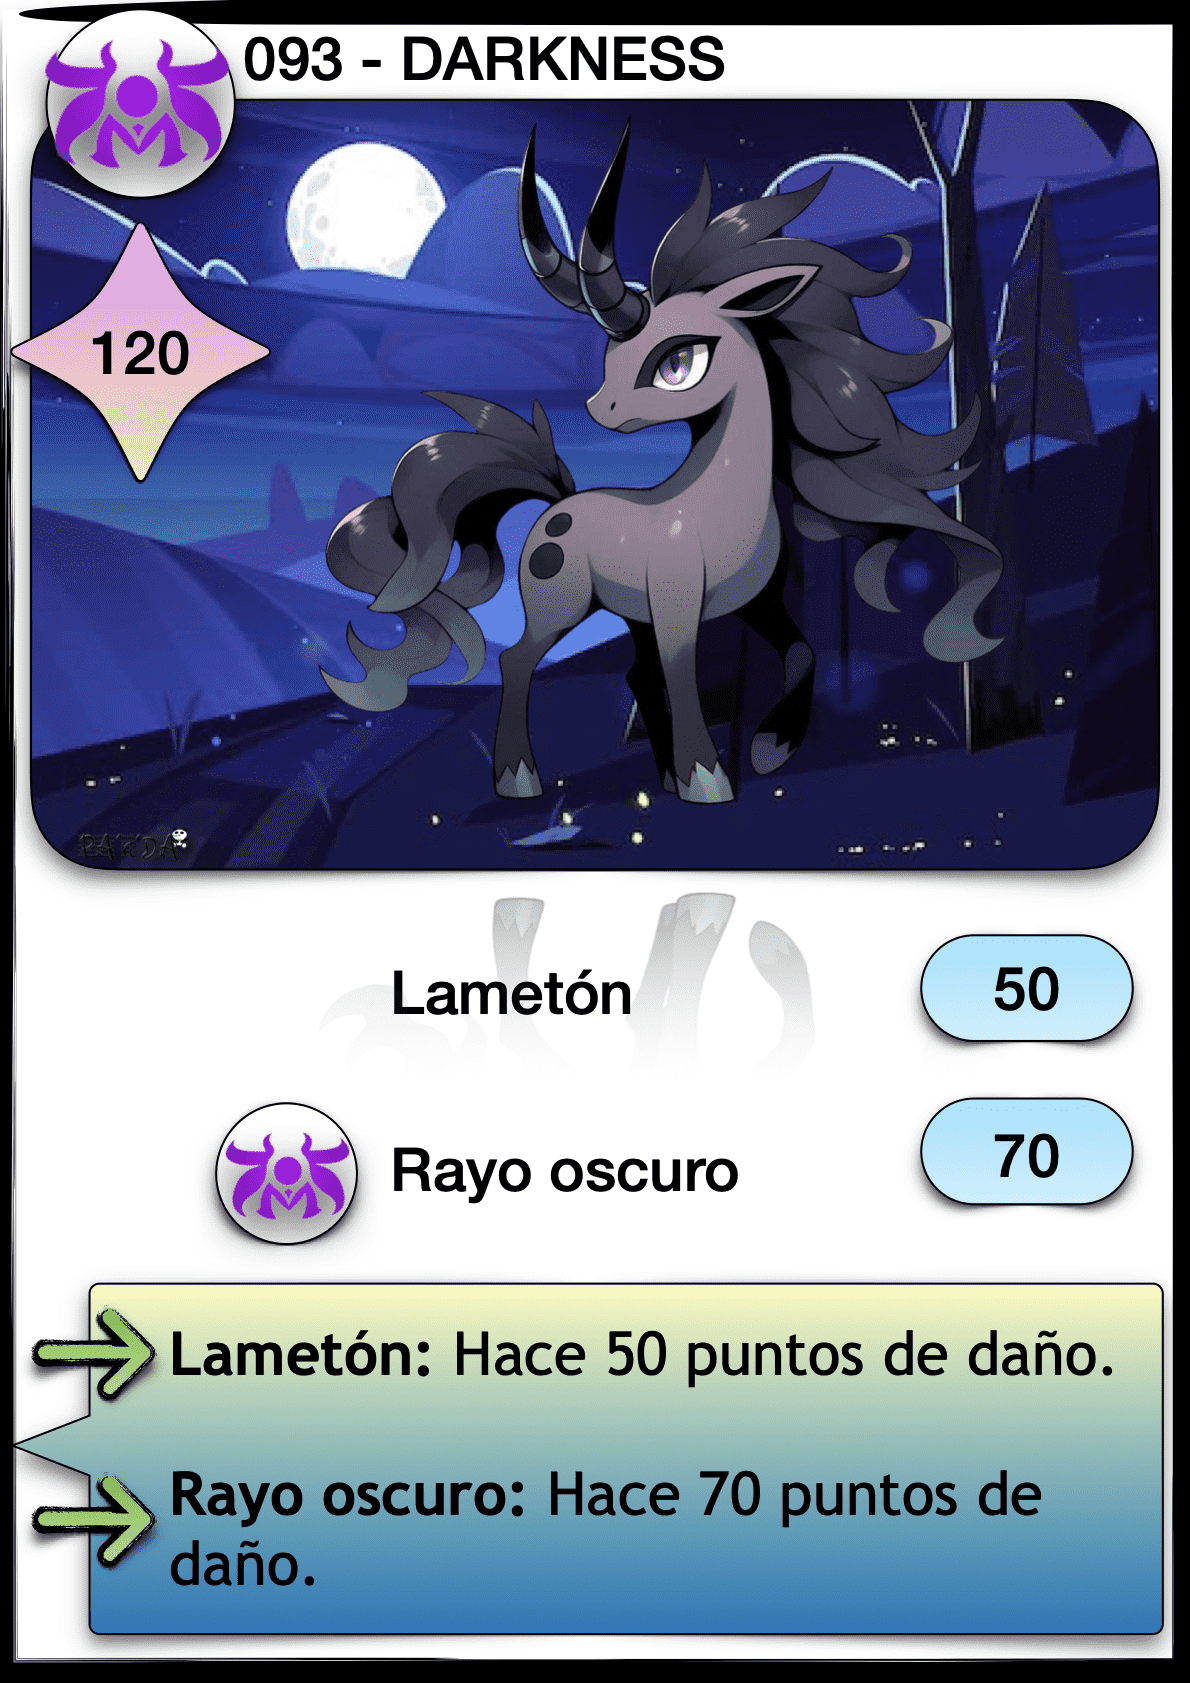 093 - DARKNESS
120
PANDA
Lametón
50
Rayo oscuro
70
Lametón: Hace 50 puntos de daño.
Rayo oscuro: Hace 70 puntos de
daño.